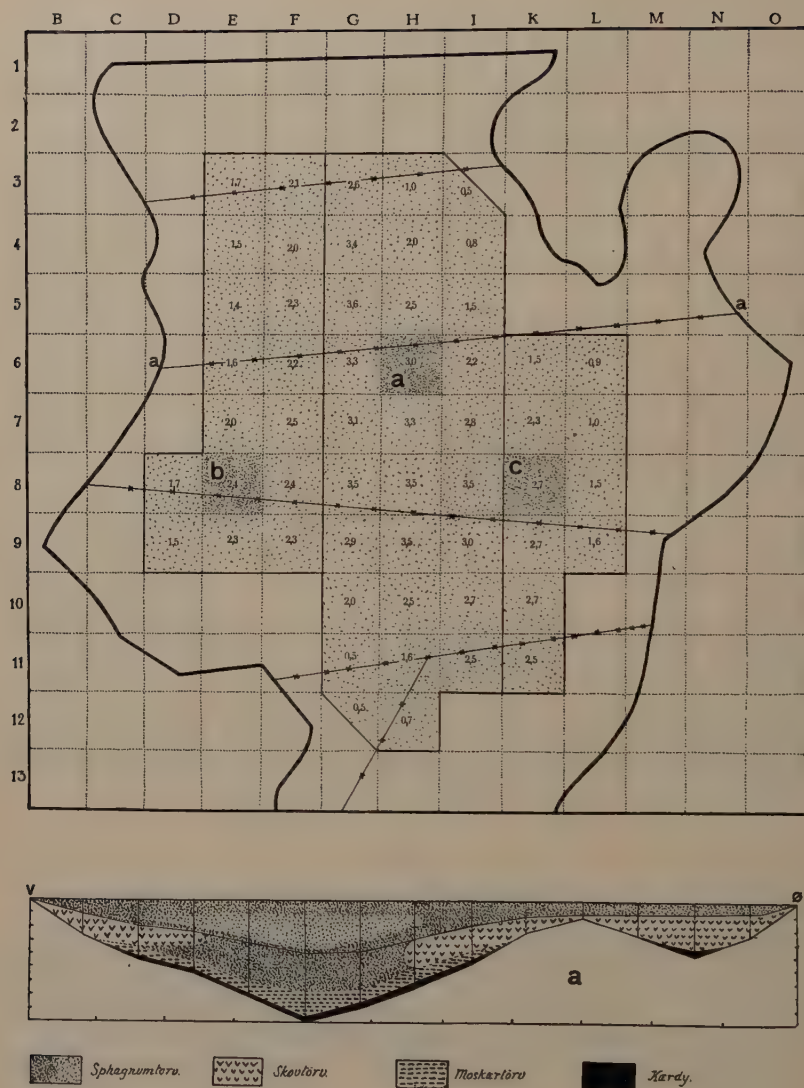 B C D E F G H I K L M N O
1
2
3 1,7 2,1 2,6 1,0 0,5
4 1,5 2,0 3,4 2,0 0,8
5 1,4 2,3 3,6 2,5 1,5 a
6 a 1,6 2,2 3,3 3,0 2,2 1,5 0,9
a
7 2,0 2,5 3,1 3,3 2,8 2,3 1,0
b c
8 1,7 2,4 2,4 3,5 3,5 3,5 2,7 1,5
9 1,5 2,3 2,3 2,9 3,5 3,0 2,7 1,6
10 2,0 2,5 2,7 2,7
11 0,5 1,6 2,5 2,5
12 0,5 0,7
13
V Ø
a
Sphagnumtörv. Skovtörv. Moskærtörv Kærdy.